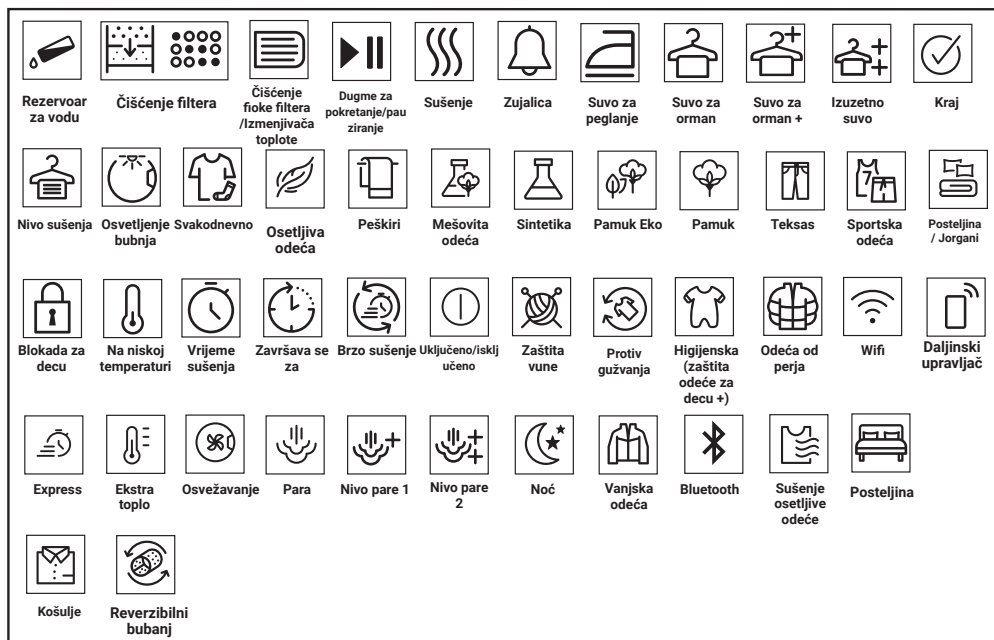 Rezervoar
za vodu
Čišćenje filtera
Čišćenje
fioke filtera
/Izmenjivača
toplote
Dugme za
pokretanje/pau
ziranje
Sušenje
Zujalica
Suvo za
peglanje
Suvo za
orman
Suvo za
orman +
Izuzetno
suvo
Kraj
Nivo sušenja
Osvetljenje
bubnja
Svakodnevno
Osetljiva
odeća
Peškiri
Mešovita
odeća
Sintetika
Pamuk Eko
Pamuk
Teksas
7
Sportska
odeća
Posteljina
/ Jorgani
Blokada za
decu
Na niskoj
temperaturi
Vrijeme
sušenja
Završava se
za
Brzo sušenje
Uključeno/isklj
učeno
Zaštita
vune
Protiv
gužvanja
Higijenska
(zaštita
odeće za
decu +)
Odeća od
perja
Wifi
Daljinski
upravljač
Express
Ekstra
toplo
Osvežavanje
Para
Nivo pare 1
Nivo pare
2
Noć
Vanjska
odeća
Bluetooth
Sušenje
osetljive
odeće
Posteljina
Košulje
Reverzibilni
bubanj